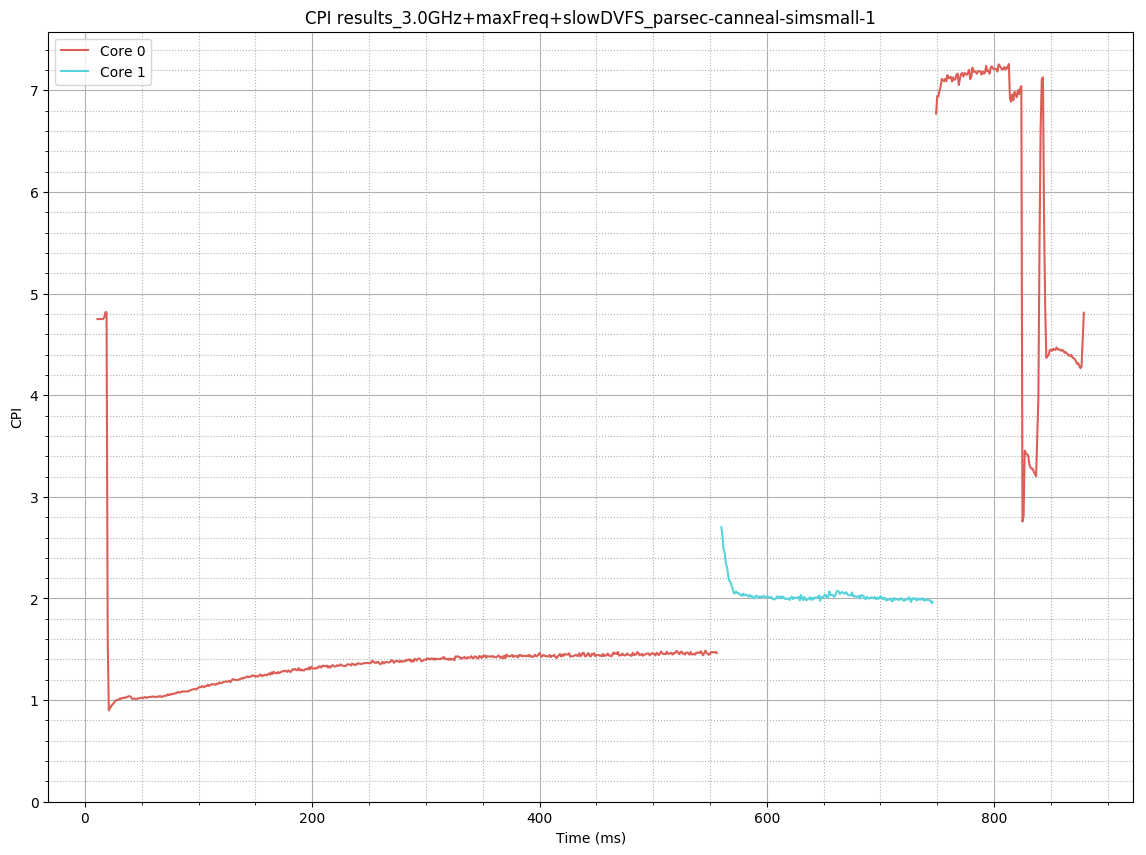 CPI results_3.0GHz+maxFreq+slowDVFS_parsec-canneal-simsmall-1
Core 0
Core 1
CPI
7
6
5
4
3
2
1
0
0 200 400 600 800
Time (ms)